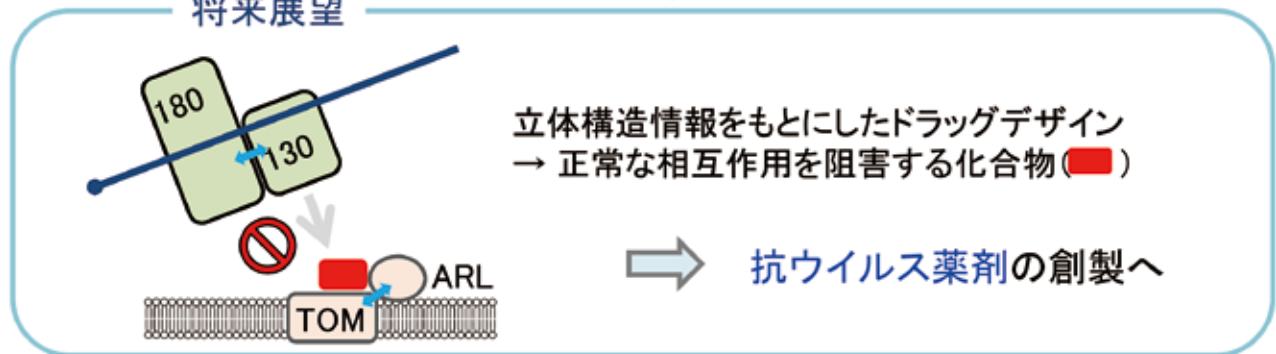 将来展望
180
130
立体構造情報をもとにしたドラッグデザイン
→ 正常な相互作用を阻害する化合物( )
ARL
TOM
抗ウイルス薬剤の創製へ